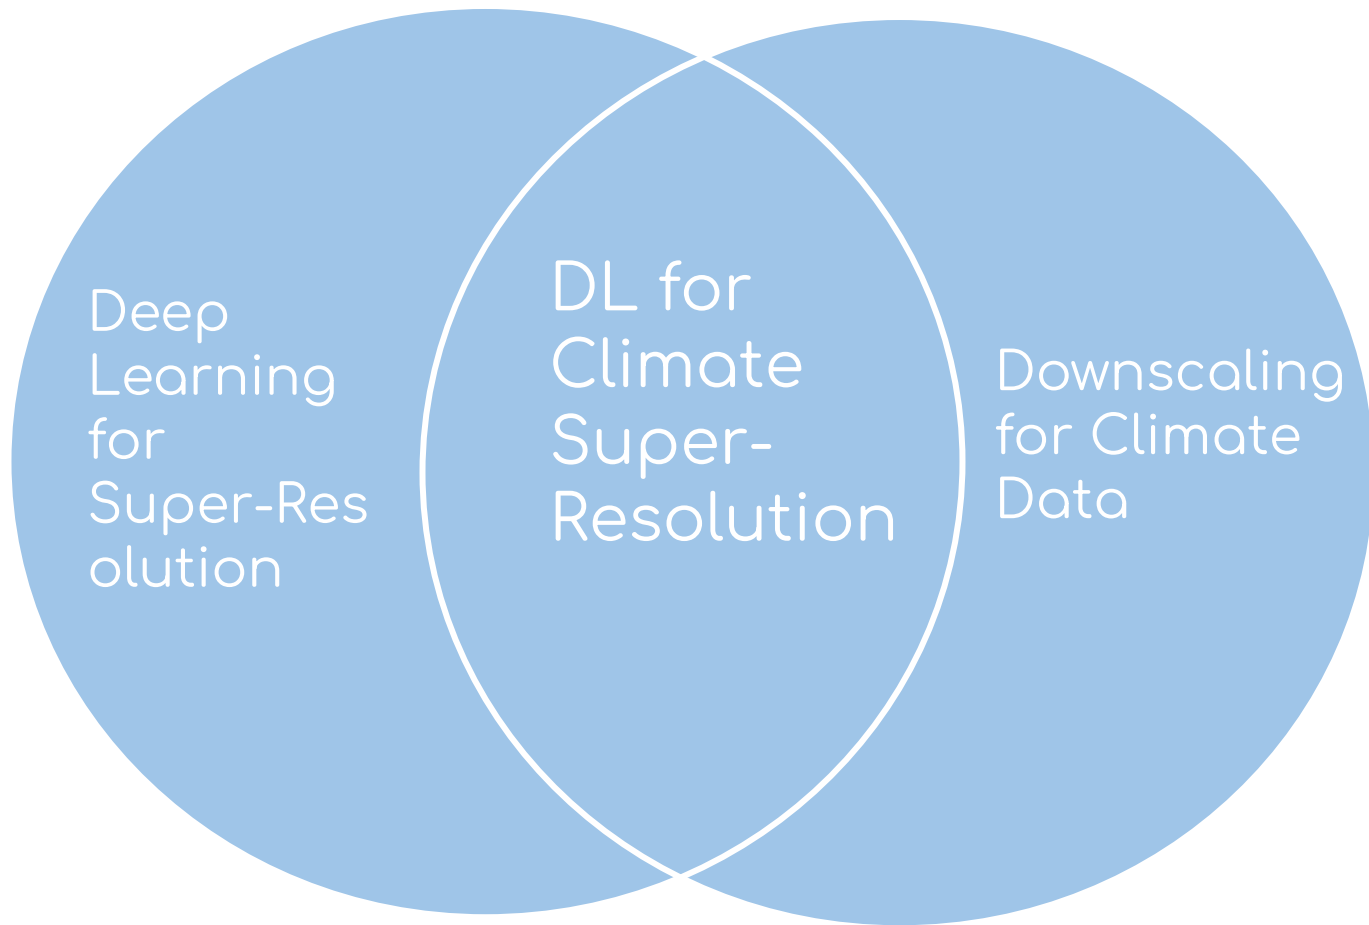 Deep
Learning
for
Super-Res
olution
DL for
Climate
Super-
Resolution
Downscaling
for Climate
Data